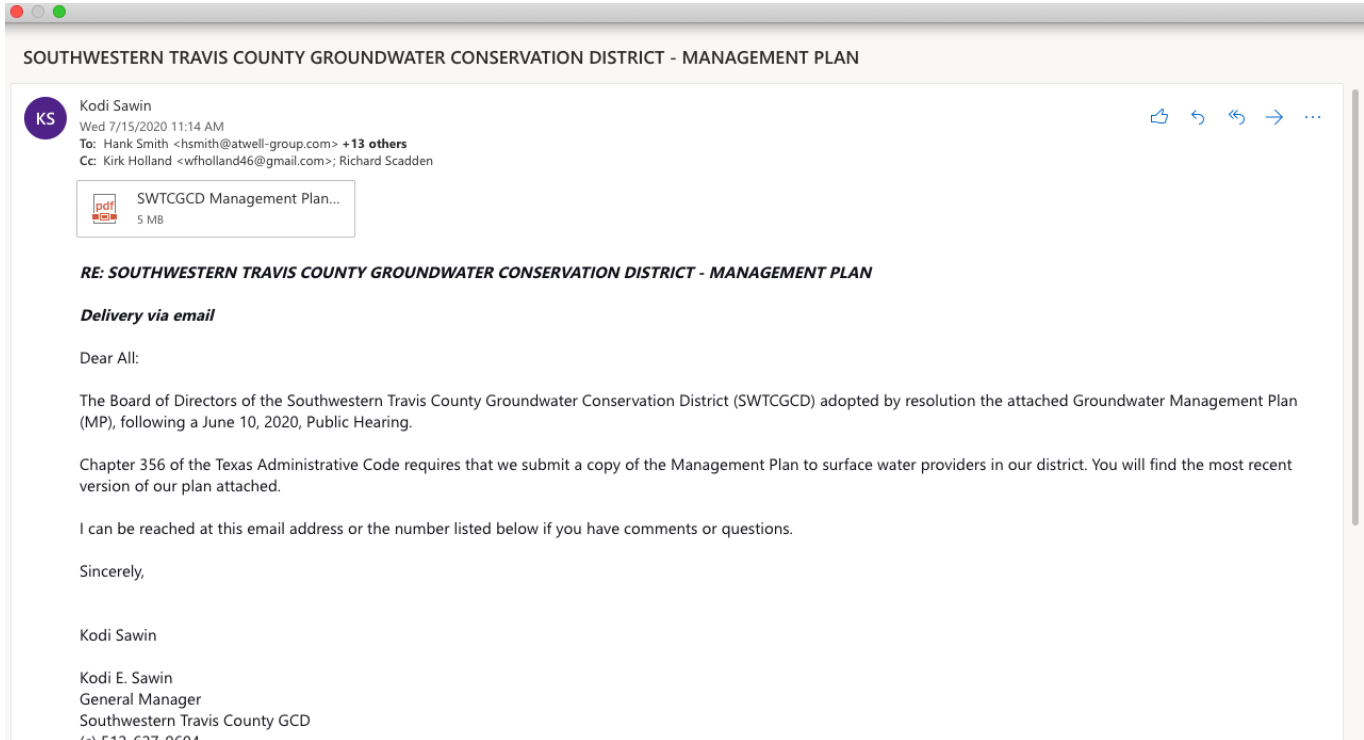 SOUTHWESTERN TRAVIS COUNTY GROUNDWATER CONSERVATION DISTRICT - MANAGEMENT PLAN
KS
Kodi Sawin
Wed 7/15/2020 11:14 AM
To: Hank Smith <hsmith@atwell-group.com> +13 others
Cc: Kirk Holland <wfholland46@gmail.com>; Richard Scadden
pdf
SWTCGCD Management Plan...
5 MB
RE: SOUTHWESTERN TRAVIS COUNTY GROUNDWATER CONSERVATION DISTRICT - MANAGEMENT PLAN
Delivery via email
Dear All:
The Board of Directors of the Southwestern Travis County Groundwater Conservation District (SWTCGCD) adopted by resolution the attached Groundwater Management Plan
(MP), following a June 10, 2020, Public Hearing.
Chapter 356 of the Texas Administrative Code requires that we submit a copy of the Management Plan to surface water providers in our district. You will find the most recent
version of our plan attached.
I can be reached at this email address or the number listed below if you have comments or questions.
Sincerely,
Kodi Sawin
Kodi E. Sawin
General Manager
Southwestern Travis County GCD